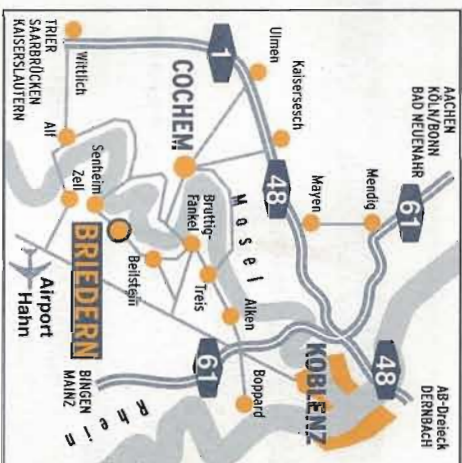 AACHEN
KÖLN/BONN
BAD NEUENAHR
61
AB-Dreieck
DERNBACH
48
Mendig
Mayen
Kaisersesch
Ulmen
48
1
KOBLENZ
COCHEM
Mosel
Alken
Boppard
Treis
Bruttig-
Fankel
Beilstein
BRIEDERN
Senheim
Zell
Alf
Wittlich
TRIER
SAARBRÜCKEN
KAISERSLAUTERN
61
BINGEN
MAINZ
Rhein
Airport
Hahn